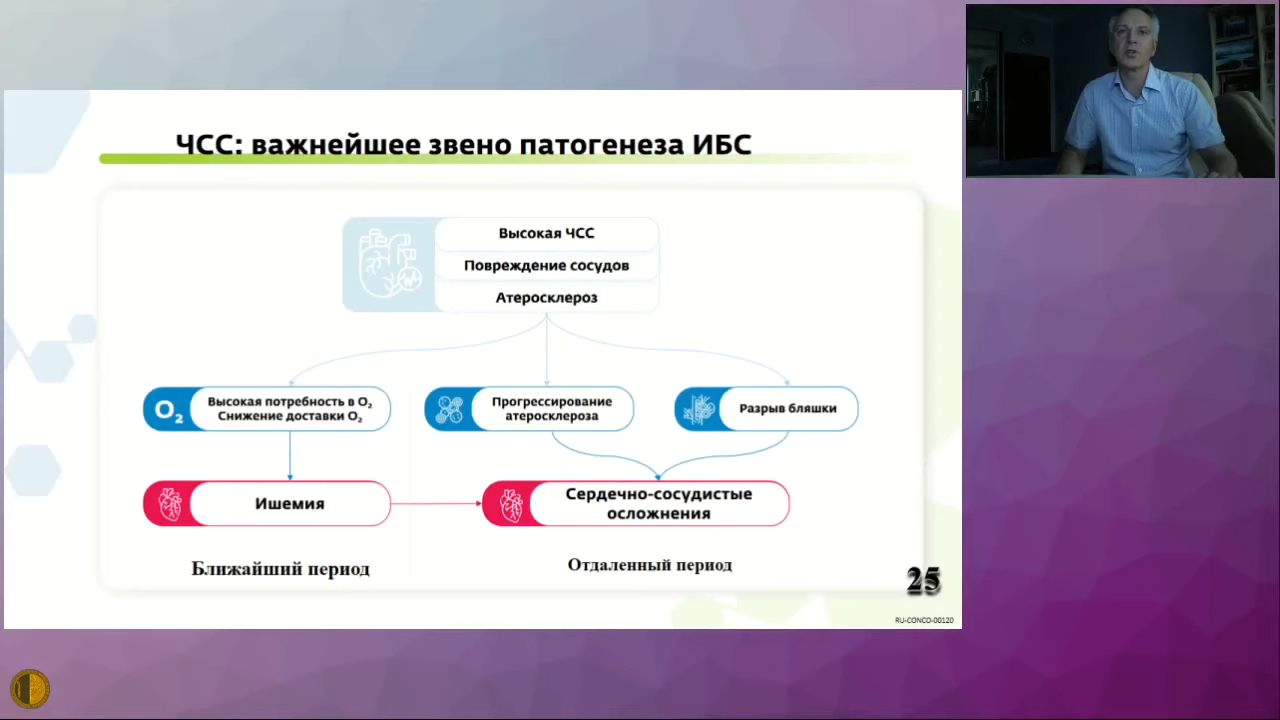 ЧСС: важнейшее звено патогенеза ИБС
Высокая ЧСС
Повреждение сосудов
Атеросклероз
O₂
Высокая потребность в O₂
Снижение доставки O₂
Прогрессирование
атеросклероза
Разрыв бляшки
Ишемия
Сердечно-сосудистые
осложнения
Ближайший период
Отдаленный период
25
RU-CONCO-00120